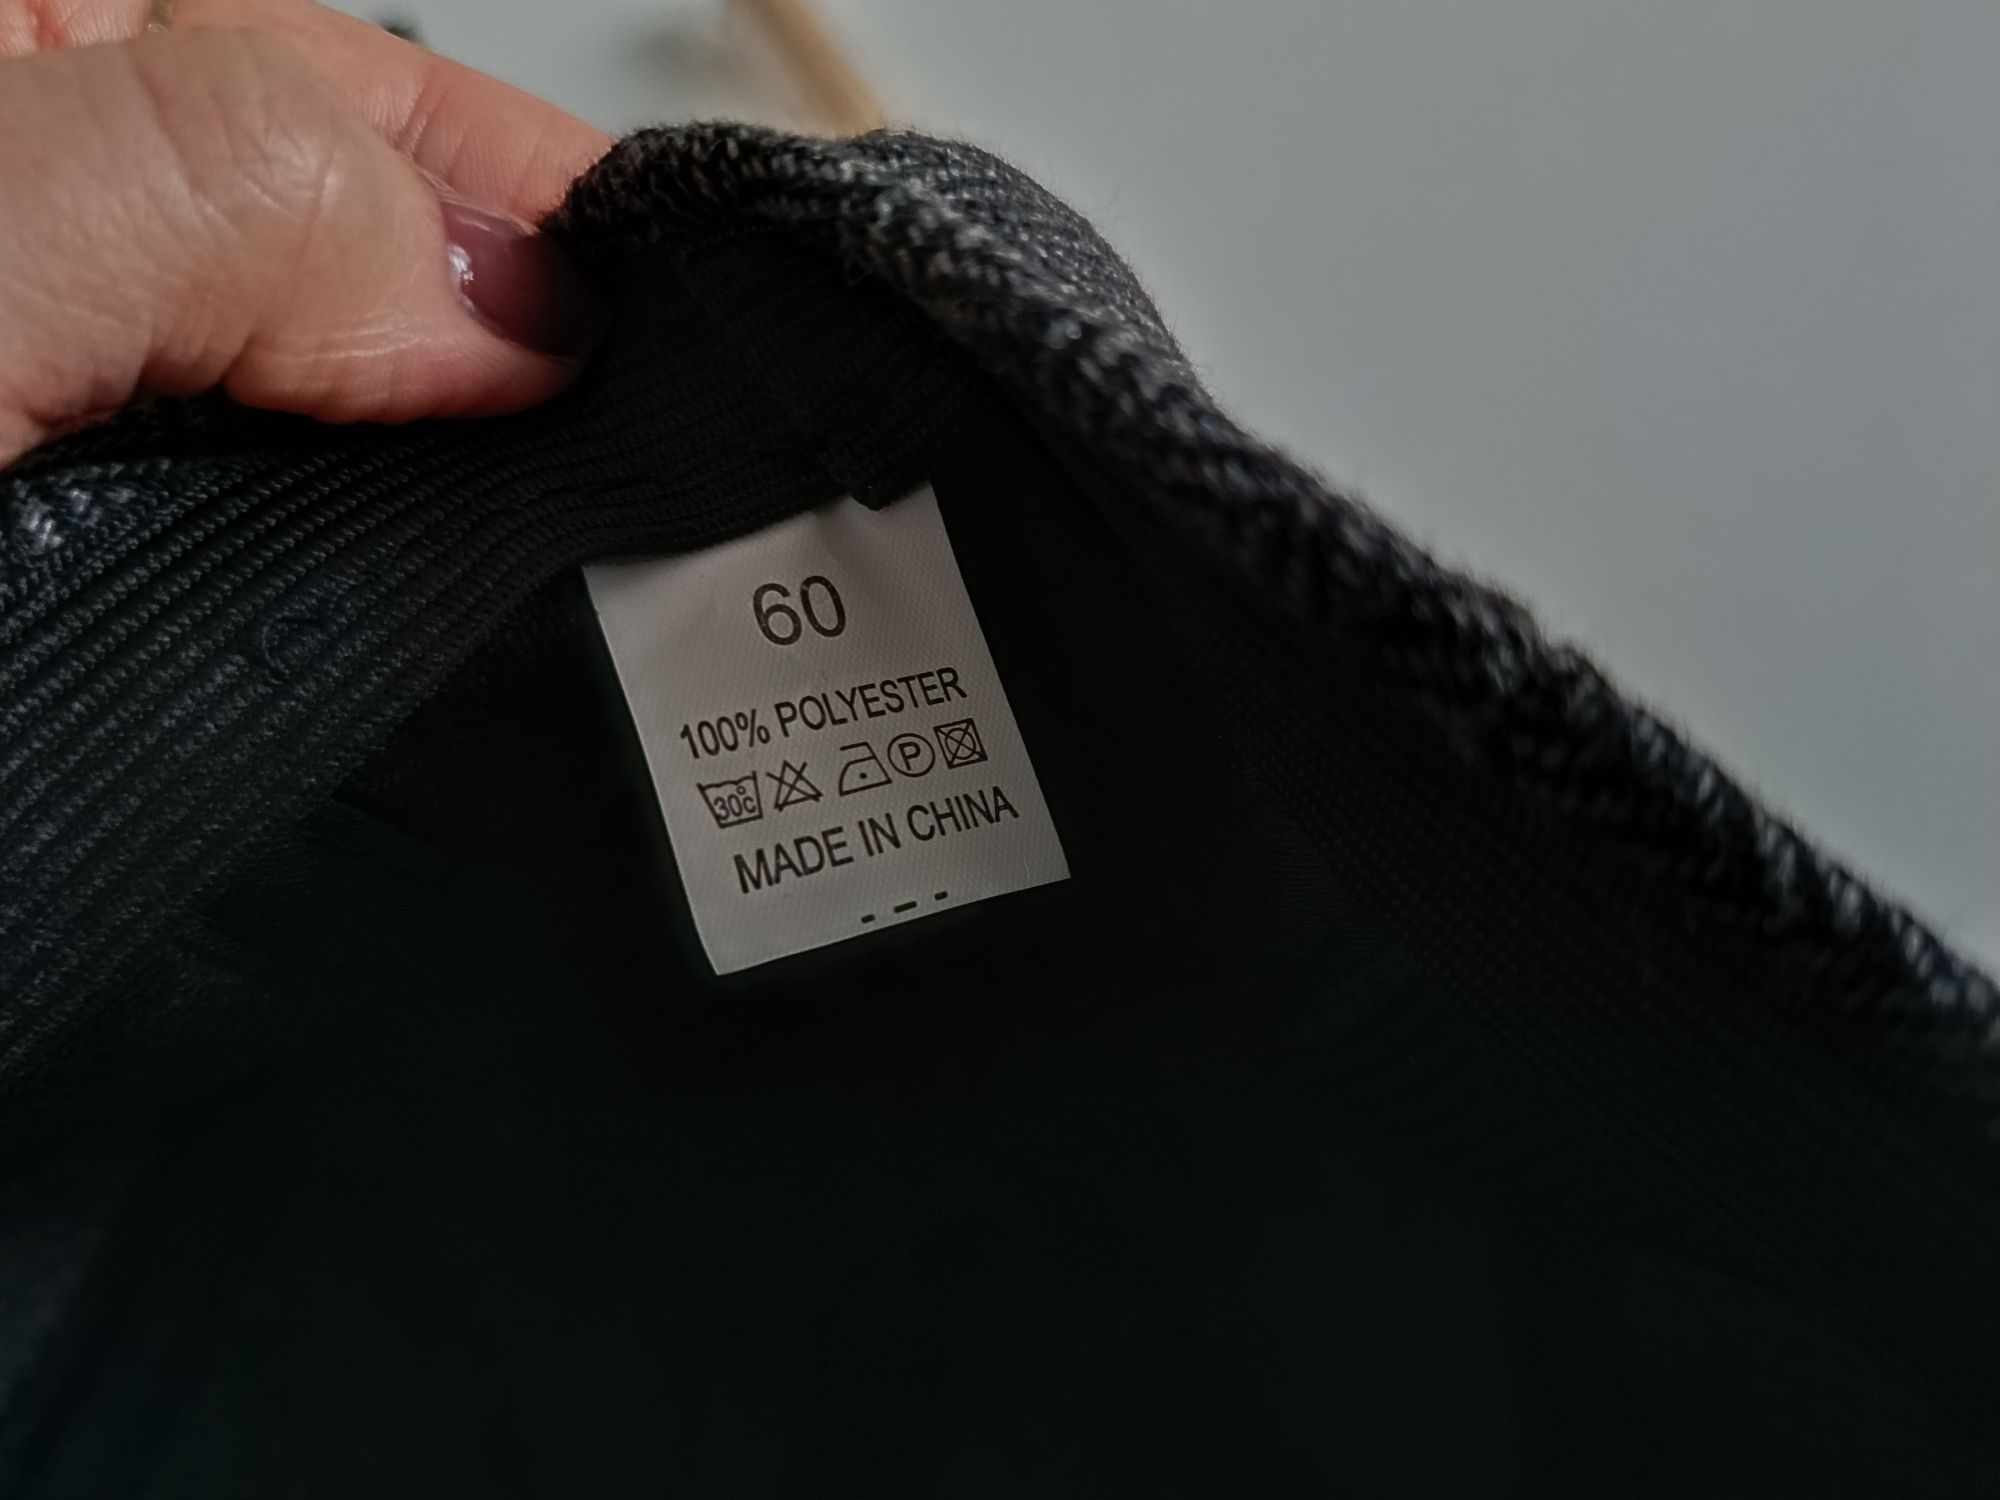 60
100% POLYESTER
30°C P
MADE IN CHINA
- – -